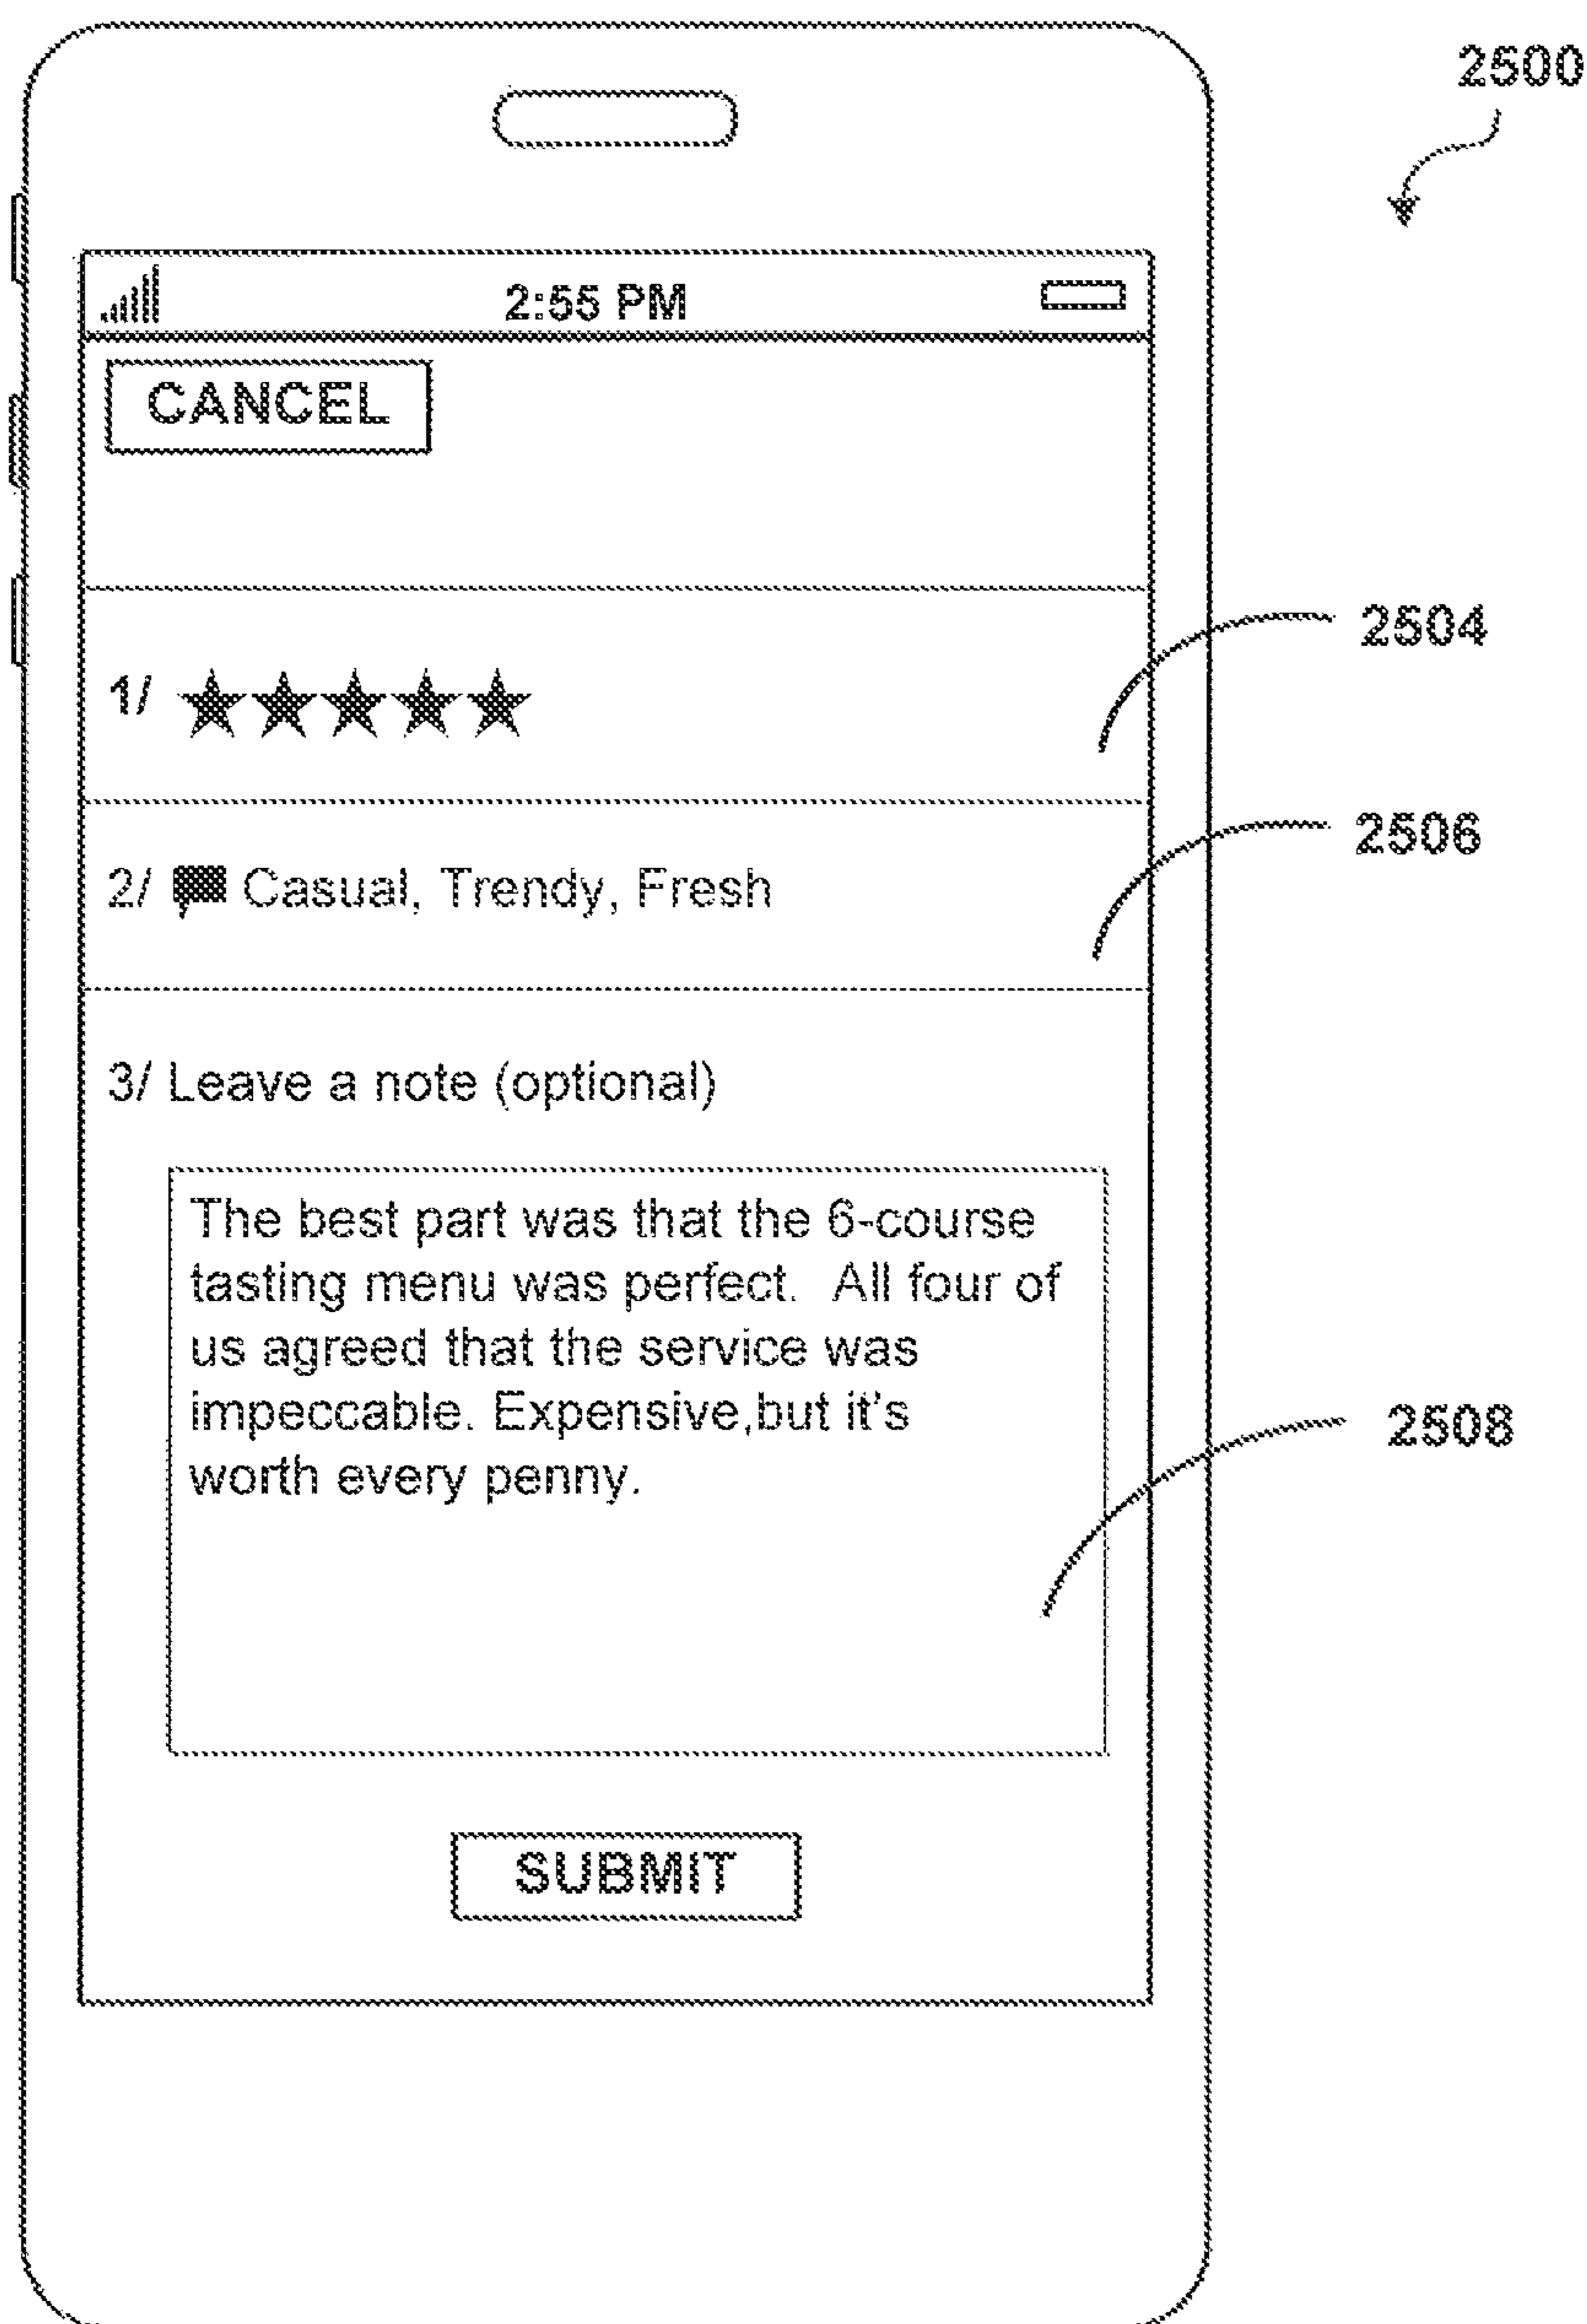 2500
2:55 PM
CANCEL
2504
1/ ★★★★★
2506
2/ Casual, Trendy, Fresh
3/ Leave a note (optional)
The best part was that the 6-course
tasting menu was perfect.  All four of
us agreed that the service was
impeccable. Expensive,but it's
worth every penny.
2508
SUBMIT